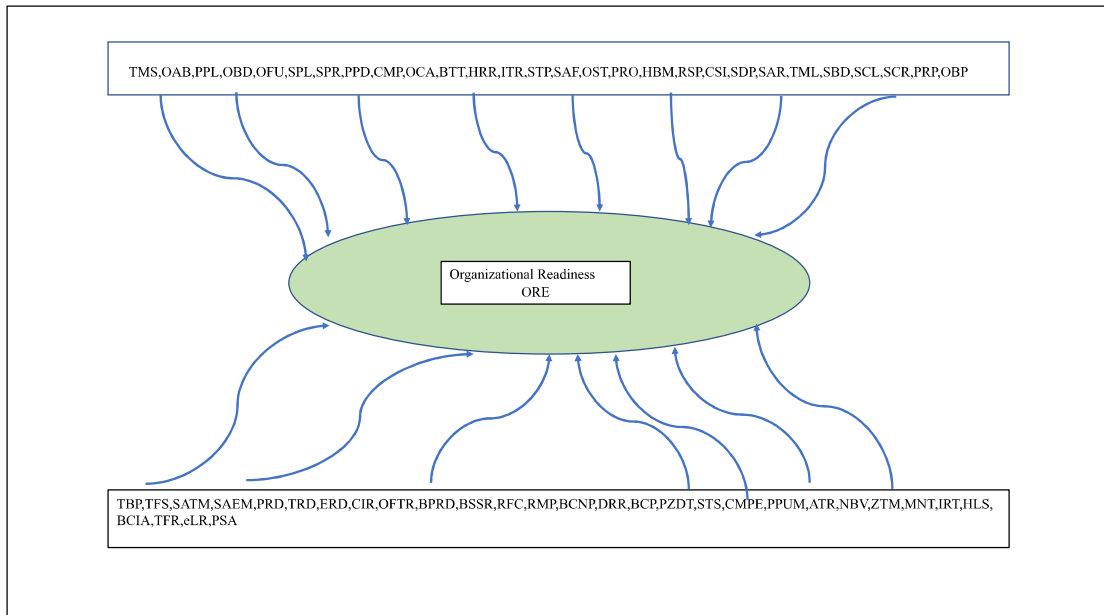 TMS,OAB,PPL,OBD,OFU,SPL,SPR,PPD,CMP,OCA,BTT,HRR,ITR,STP,SAF,OST,PRO,HBM,RSP,CSI,SDP,SAR,TML,SBD,SCL,SCR,PRP,OBP
Organizational Readiness
ORE
TBP,TFS,SATM,SAEM,PRD,TRD,ERD,CIR,OFTR,BPRD,BSSR,RFC,RMP,BCNP,DRR,BCP,PZDT,STS,CMPE,PPUM,ATR,NBV,ZTM,MNT,IRT,HLS,
BCIA,TFR,eLR,PSA